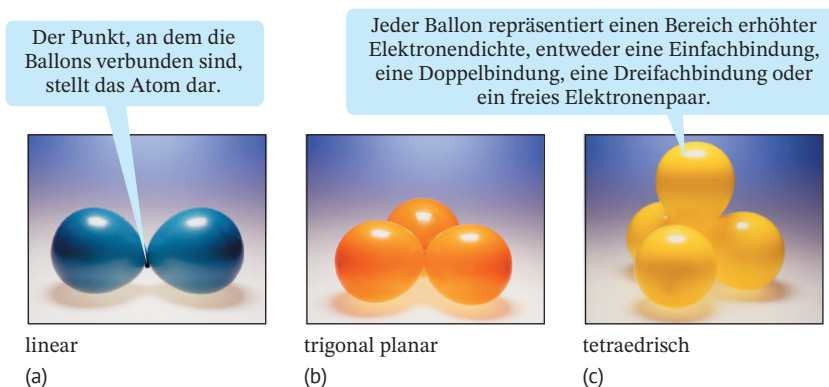 Der Punkt, an dem die
Ballons verbunden sind,
stellt das Atom dar.
Jeder Ballon repräsentiert einen Bereich erhöhter
Elektronendichte, entweder eine Einfachbindung,
eine Doppelbindung, eine Dreifachbindung oder
ein freies Elektronenpaar.
linear
(a)
trigonal planar
(b)
tetraedrisch
(c)